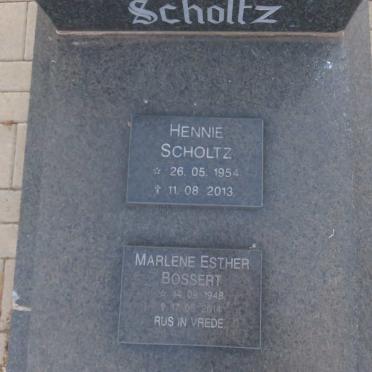 Scholtz
HENNIE
SCHOLTZ
☆ 26. 05. 1954
✝ 11. 08. 2013.
MARLENE ESTHER
BOSSERT
RUS IN VREDE